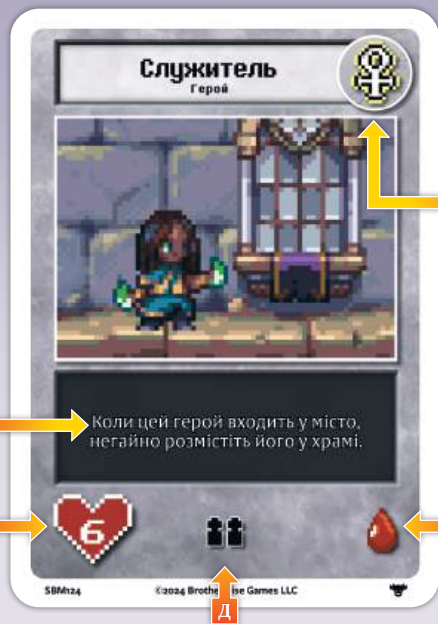 Служитель
Герой
Коли цей герой входить у місто,
негайно розмістіть його у храмі.
6
SBM124
©2024 Brothe ise Games LLC
Д